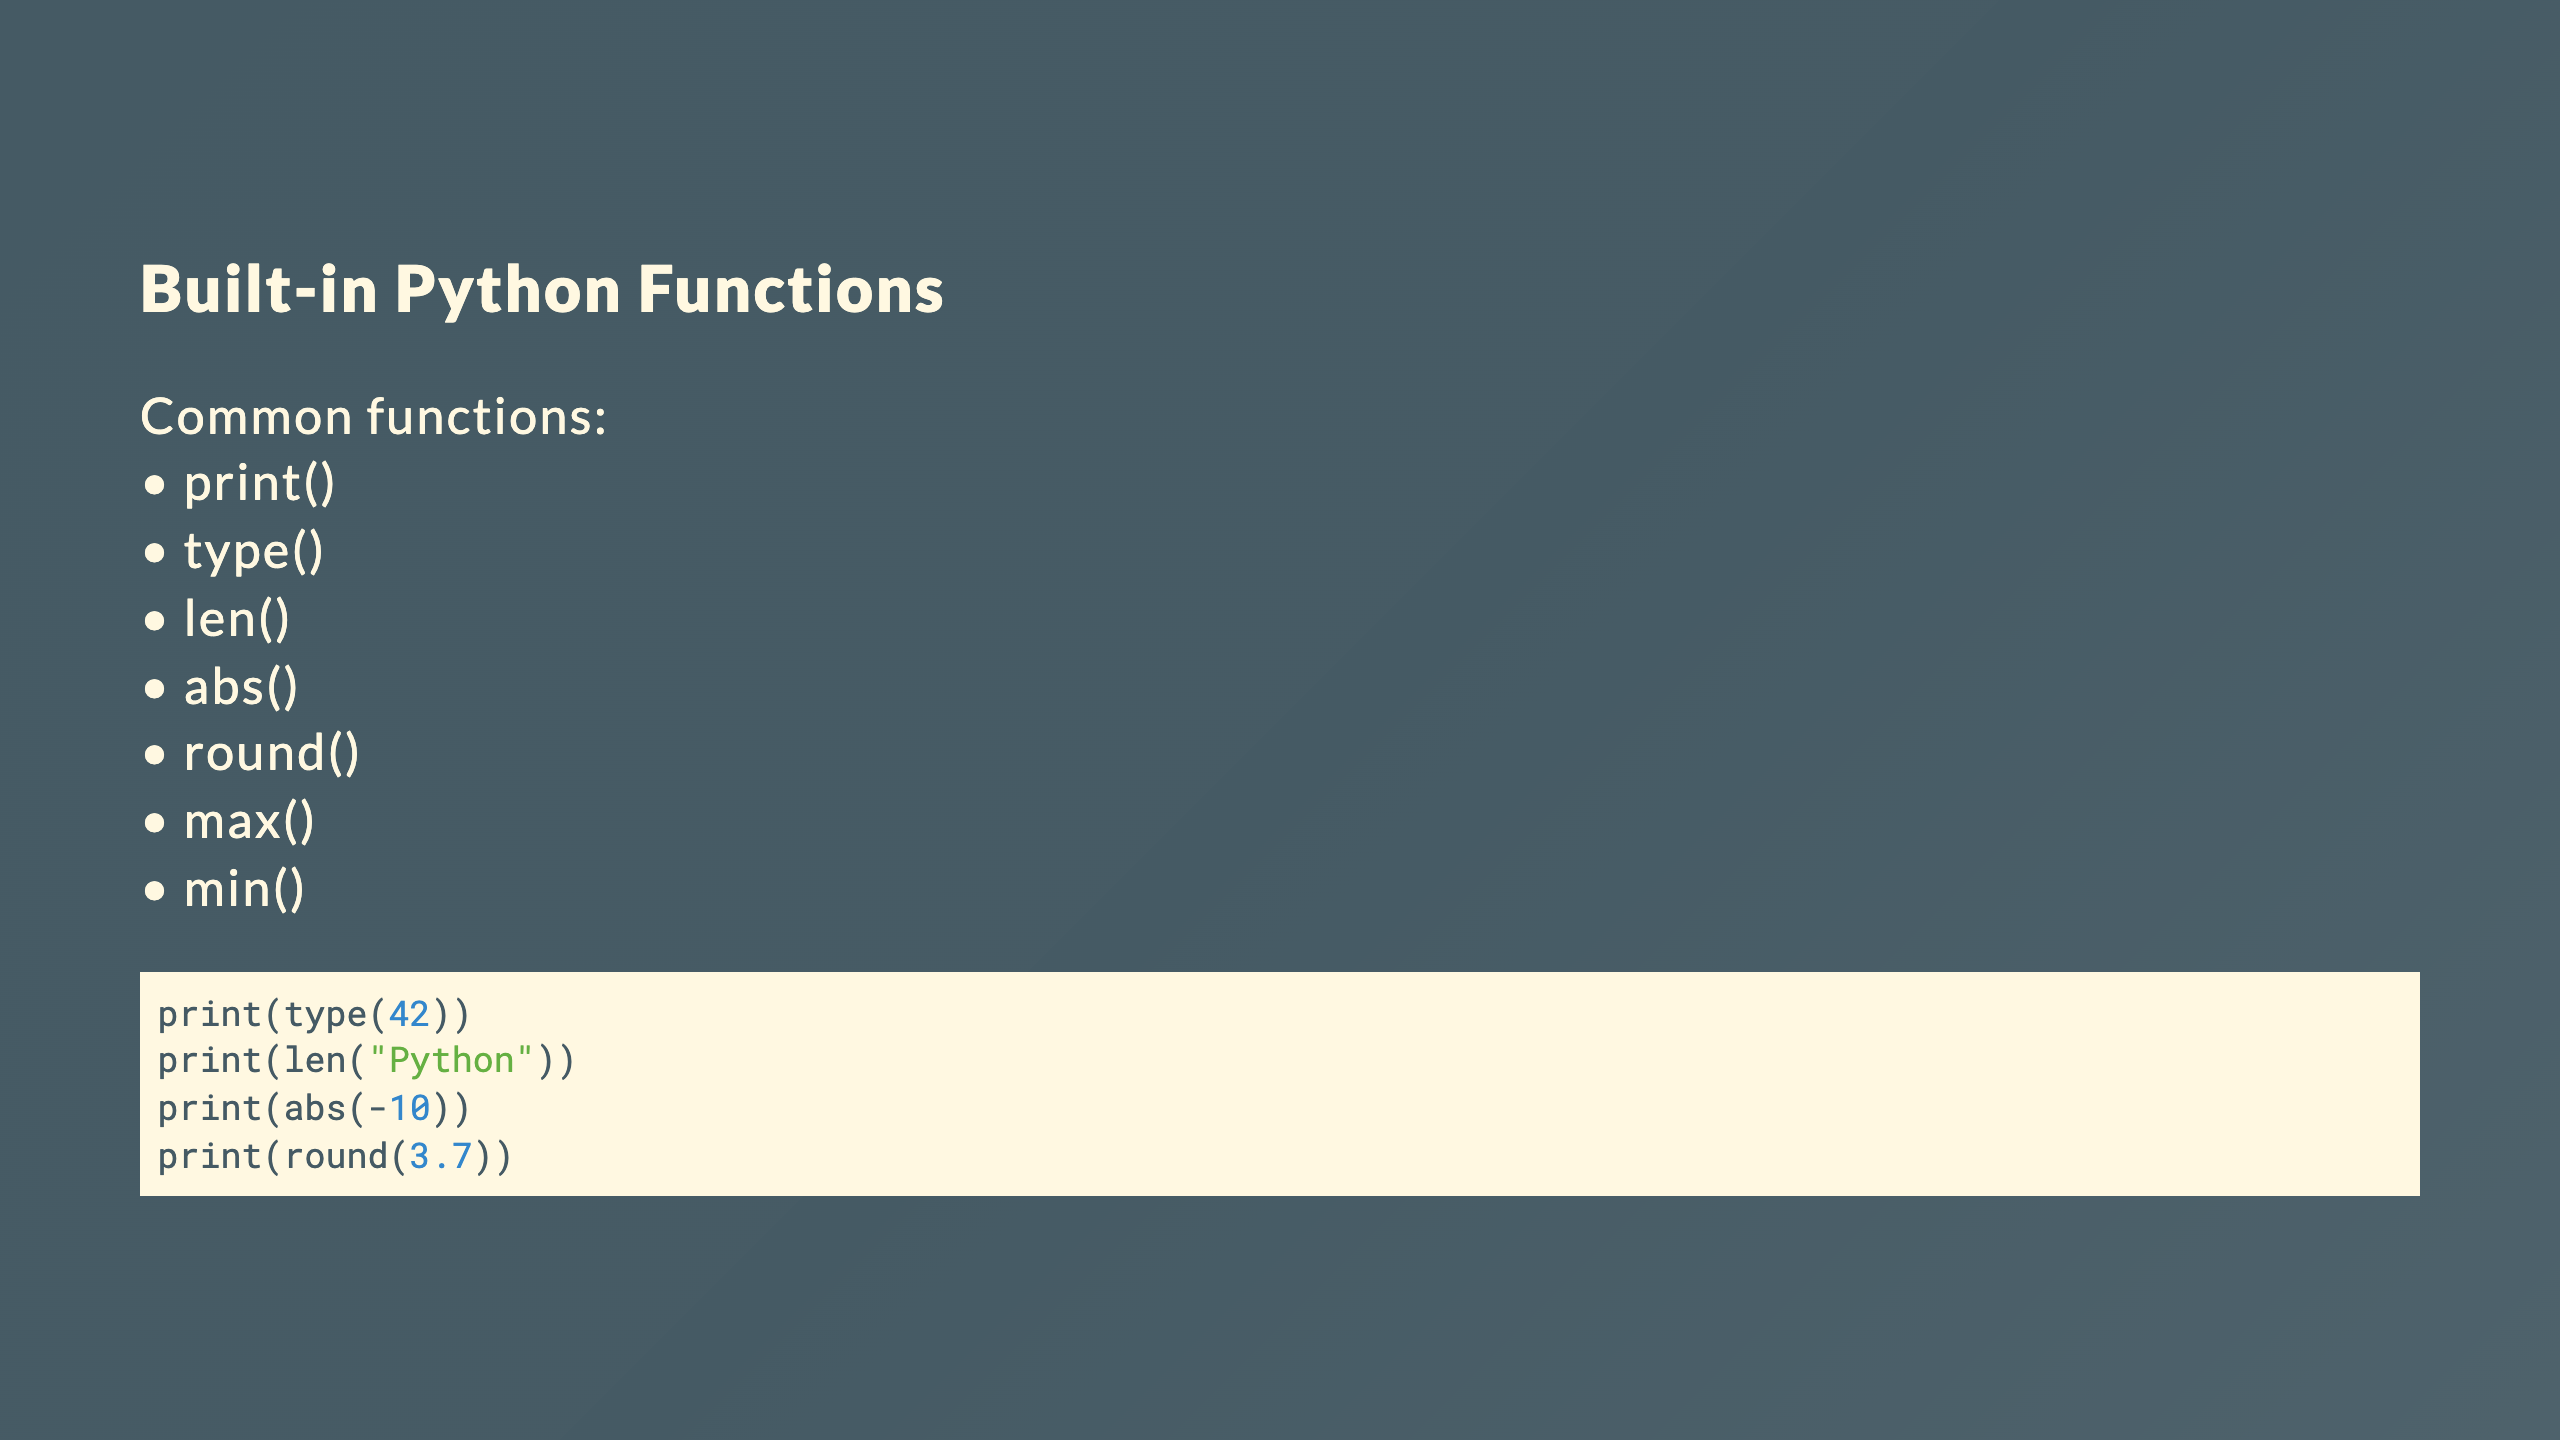 Built-in Python Functions
Common functions:
● print()
● type()
● len()
● abs()
● round()
● max()
● min()
print(type(42))
print(len("Python"))
print(abs(-10))
print(round(3.7))